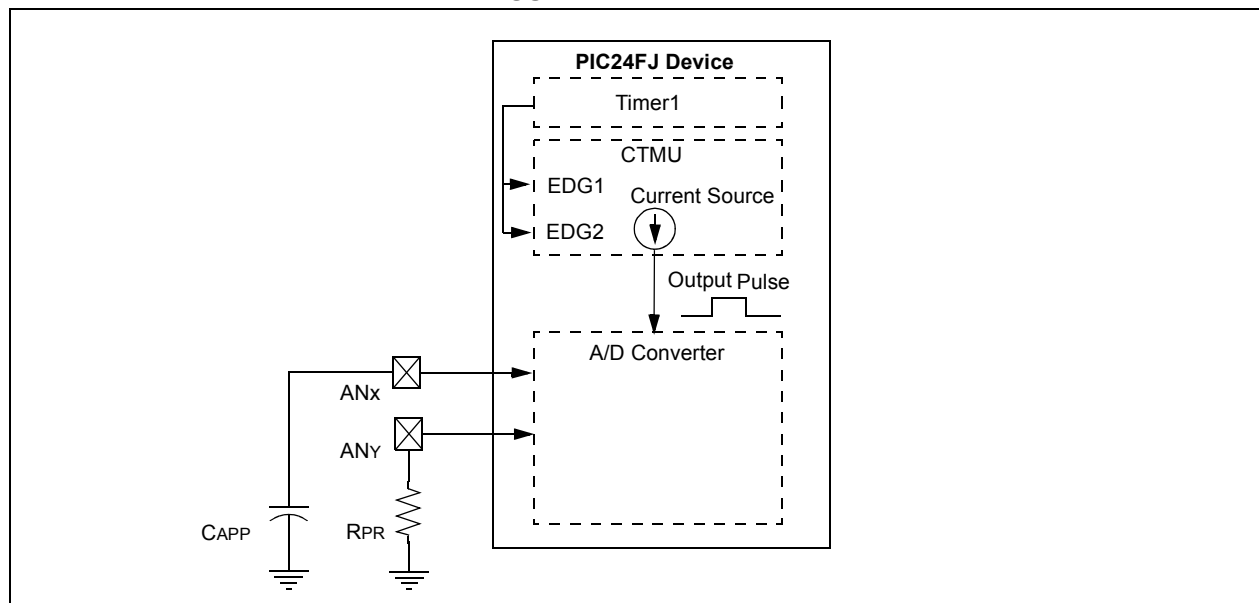 PIC24FJ Device
Timer1
CTMU
EDG1
Current Source
EDG2
Output Pulse
A/D Converter
ANx
ANY
CAPP
RPR